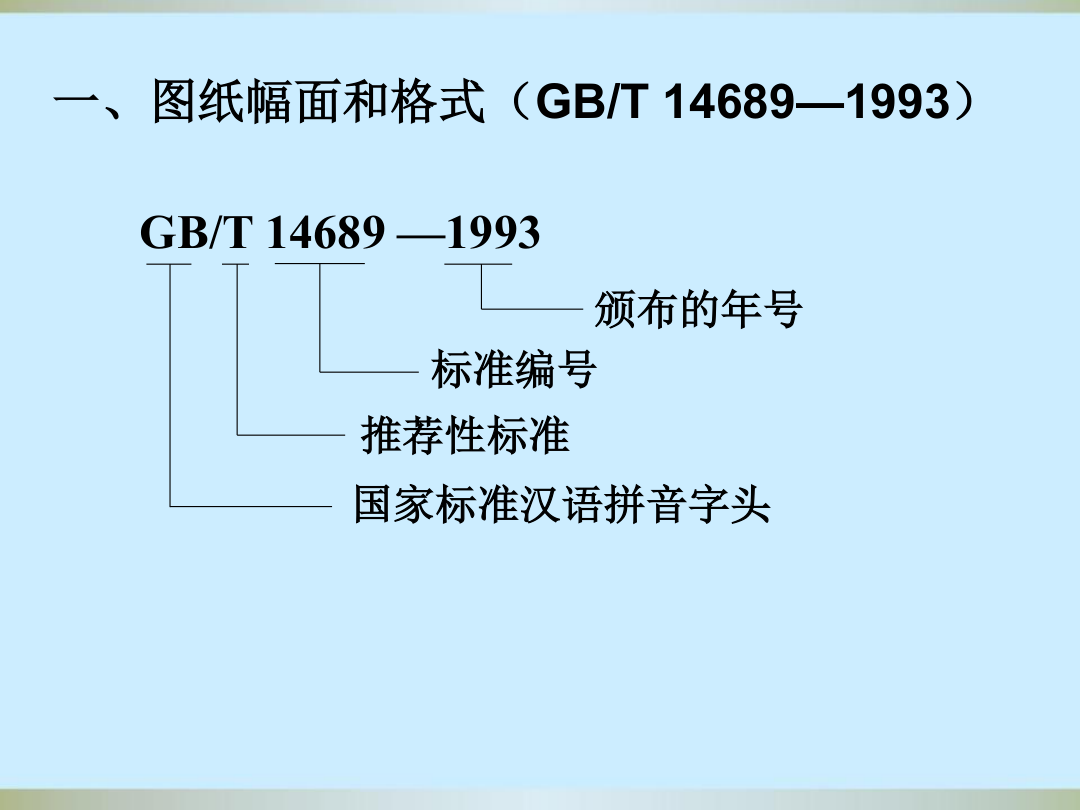 一、图纸幅面和格式（GB/T 14689—1993）
GB/T 14689 —1993
颁布的年号
标准编号
推荐性标准
国家标准汉语拼音字头